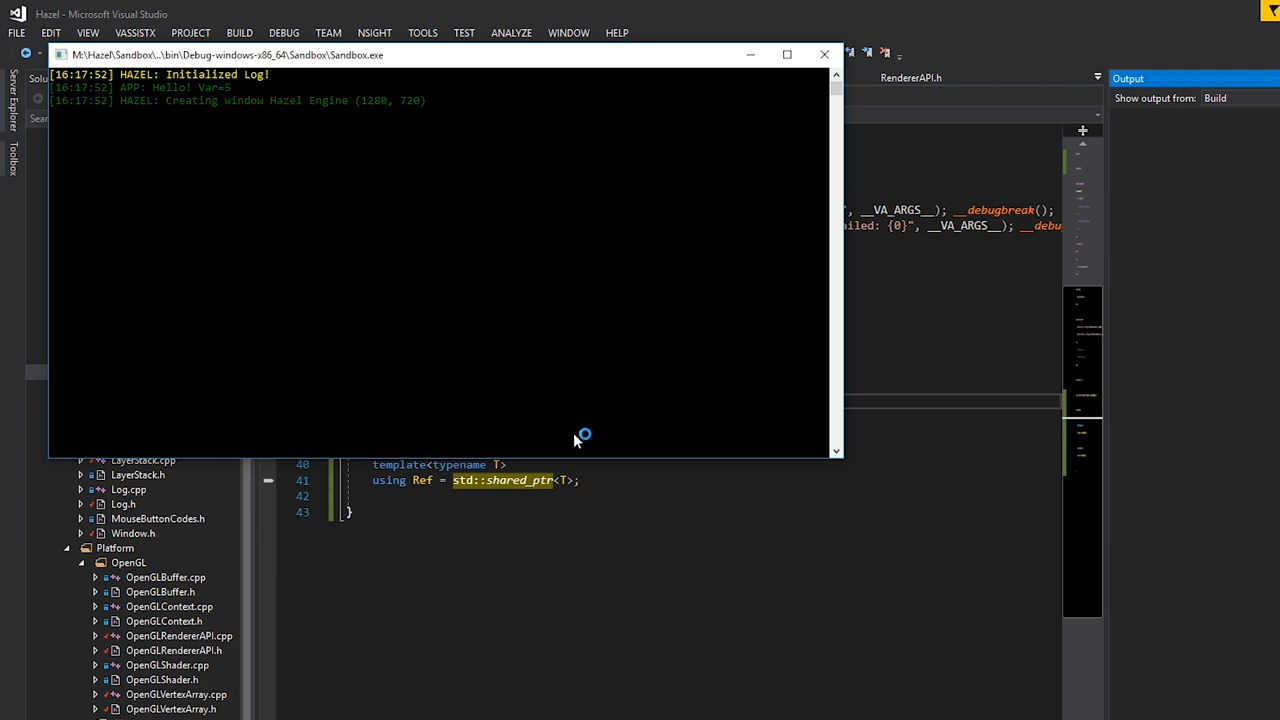 Hazel - Microsoft Visual Studio
FILE EDIT VIEW VASSISTX PROJECT BUILD DEBUG TEAM NSIGHT TOOLS TEST ANALYZE WINDOW HELP
M:\Hazel\Sandbox\..\bin\Debug-windows-x86_64\Sandbox\Sandbox.exe
[16:17:52] HAZEL: Initialized Log!
[16:17:52] APP: Hello! Var=5
[16:17:52] HAZEL: Creating window Hazel Engine (1280, 720)
Server Explorer
Toolbox
Solu
Sear
RendererAPI.h
Output
Show output from: Build
", __VA_ARGS__); __debugbreak();
ailed: {0}", __VA_ARGS__); __debu
LayerStack.cpp
LayerStack.h
Log.cpp
Log.h
MouseButtonCodes.h
Window.h
Platform
OpenGL
OpenGLBuffer.cpp
OpenGLBuffer.h
OpenGLContext.cpp
OpenGLContext.h
OpenGLRendererAPI.cpp
OpenGLRendererAPI.h
OpenGLShader.cpp
OpenGLShader.h
OpenGLVertexArray.cpp
OpenGLVertexArray.h
40 template<typename T>
41 using Ref = std::shared_ptr<T>;
42
43 }